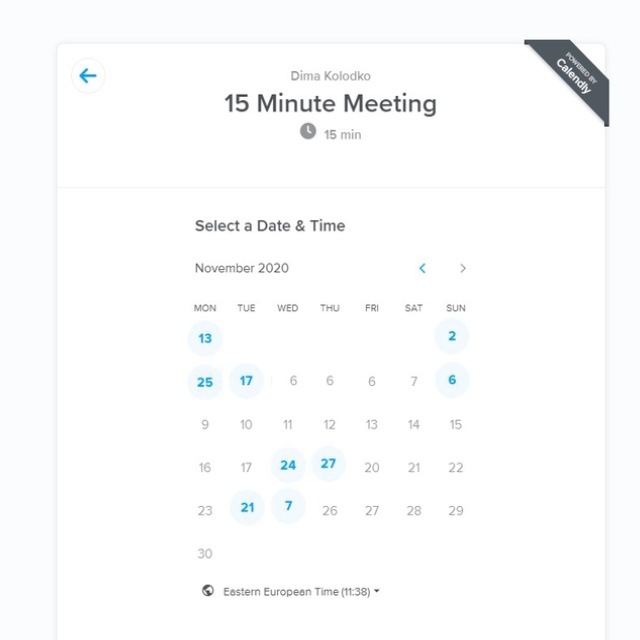 POWERED BY
Calendly
Dima Kolodko
15 Minute Meeting
15 min
Select a Date & Time
November 2020
MON TUE WED THU FRI SAT SUN
13 2
25 17 6 6 6 7 6
9 10 11 12 13 14 15
16 17 24 27 20 21 22
23 21 7 26 27 28 29
30
Eastern European Time (11:38)